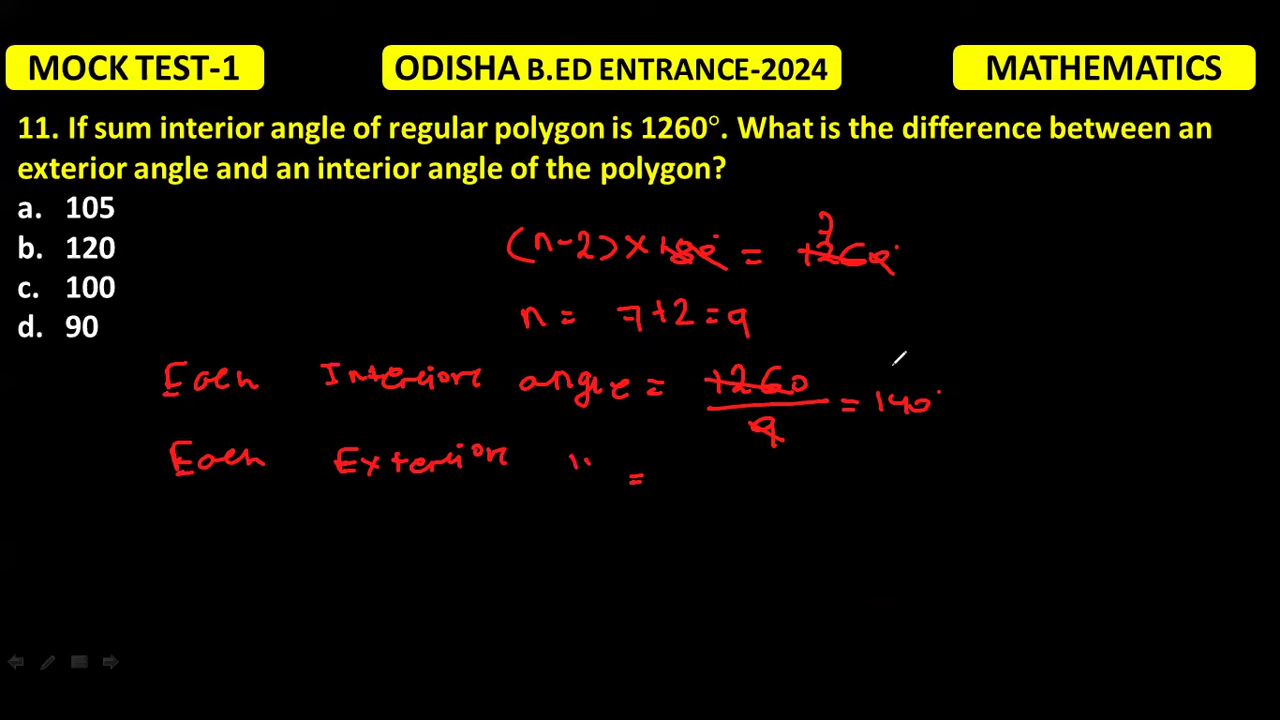 MOCK TEST-1
ODISHA B.ED ENTRANCE-2024
MATHEMATICS
11. If sum interior angle of regular polygon is 1260°. What is the difference between an
exterior angle and an interior angle of the polygon?
a. 105
b. 120
c. 100
d. 90
(n-2)×180° = 1260°
7
n = 7+2=9
Each Interiore angle = 1260/9 = 140°
Each Exterior " =